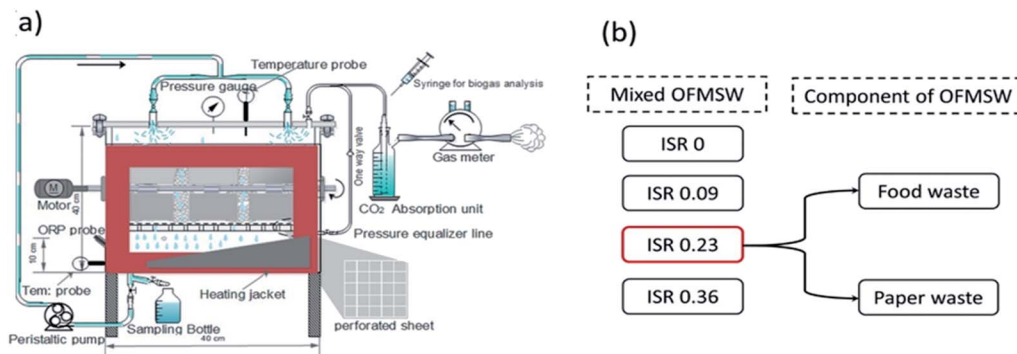 a)
Temperature probe
Pressure gauge
Syringe for biogas analysis
One way valve
Gas meter
M
Motor
40 cm
CO₂ Absorption unit
ORP probe
Pressure equalizer line
10 cm
Tem: probe
Heating jacket
Sampling Bottle
perforated sheet
Peristaltic pump
40 cm
(b)
Mixed OFMSW
Component of OFMSW
ISR 0
ISR 0.09
Food waste
ISR 0.23
ISR 0.36
Paper waste